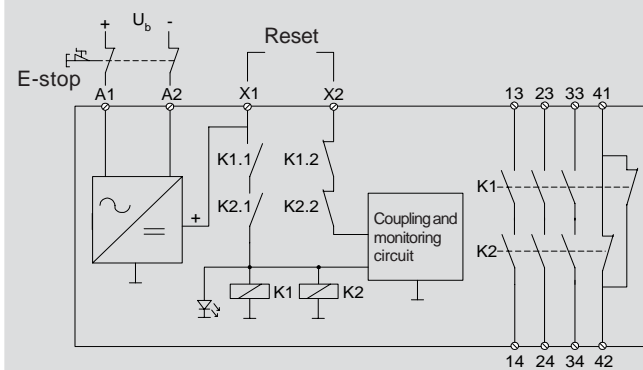 + Ub -
Reset
E-stop
A1 A2 X1 X2 13 23 33 41
K1.1 K1.2
K1
K2.1 K2.2
+
Coupling and
monitoring
circuit
K2
K1 K2
14 24 34 42